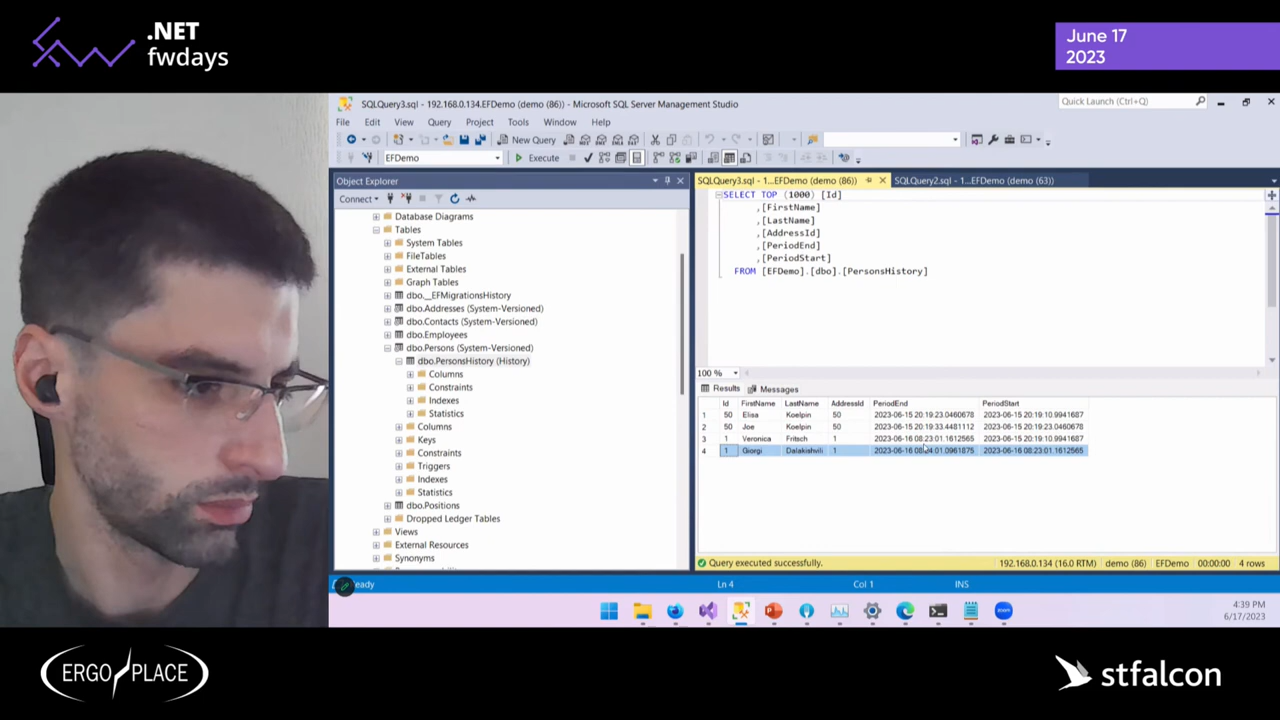 .NET
fwdays
June 17
2023
SQLQuery3.sql - 192.168.0.134.EFDemo (demo (86)) - Microsoft SQL Server Management Studio
Quick Launch (Ctrl+Q)
File Edit View Query Project Tools Window Help
New Query
EFDemo
Execute
Object Explorer
Connect
Database Diagrams
Tables
System Tables
FileTables
External Tables
Graph Tables
dbo.__EFMigrationsHistory
dbo.Addresses (System-Versioned)
dbo.Contacts (System-Versioned)
dbo.Employees
dbo.Persons (System-Versioned)
dbo.PersonsHistory (History)
Columns
Constraints
Indexes
Statistics
Columns
Keys
Constraints
Triggers
Indexes
Statistics
dbo.Positions
Dropped Ledger Tables
Views
External Resources
Synonyms
SQLQuery3.sql - 1...EFDemo (demo (86))
SQLQuery2.sql - 1...EFDemo (demo (63))
SELECT TOP (1000) [Id]
,[FirstName]
,[LastName]
,[AddressId]
,[PeriodEnd]
,[PeriodStart]
FROM [EFDemo].[dbo].[PersonsHistory]
100 %
Results Messages
Id FirstName LastName AddressId PeriodEnd PeriodStart
1 50 Elisa Koelpin 50 2023-06-15 20:19:23.0460678 2023-06-15 20:19:10.9941687
2 50 Joe Koelpin 50 2023-06-15 20:19:33.4481112 2023-06-15 20:19:23.0460678
3 1 Veronica Fritsch 1 2023-06-16 08:23:01.1612565 2023-06-15 20:19:10.9941687
4 1 Giorgi Dalakishvili 1 2023-06-16 08:24:01.0961875 2023-06-16 08:23:01.1612565
Query executed successfully.
192.168.0.134 (16.0 RTM) demo (86) EFDemo 00:00:00 4 rows
eady
Ln 4 Col 1 INS
4:39 PM
6/17/2023
ERGO PLACE
stfalcon